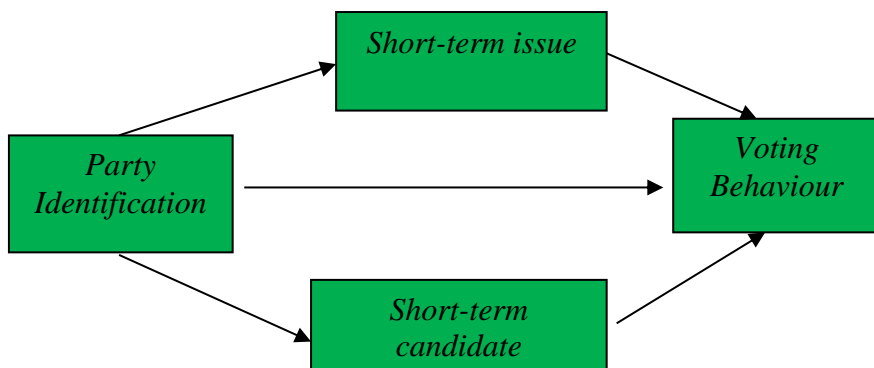 Short-term issue
Party
Identification
Voting
Behaviour
Short-term
candidate